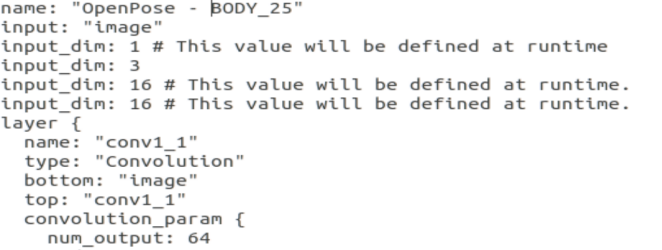 name: "OpenPose - BODY_25"
input: "image"
input_dim: 1 # This value will be defined at runtime
input_dim: 3
input_dim: 16 # This value will be defined at runtime.
input_dim: 16 # This value will be defined at runtime.
layer {
  name: "conv1_1"
  type: "Convolution"
  bottom: "image"
  top: "conv1_1"
  convolution_param {
    num_output: 64